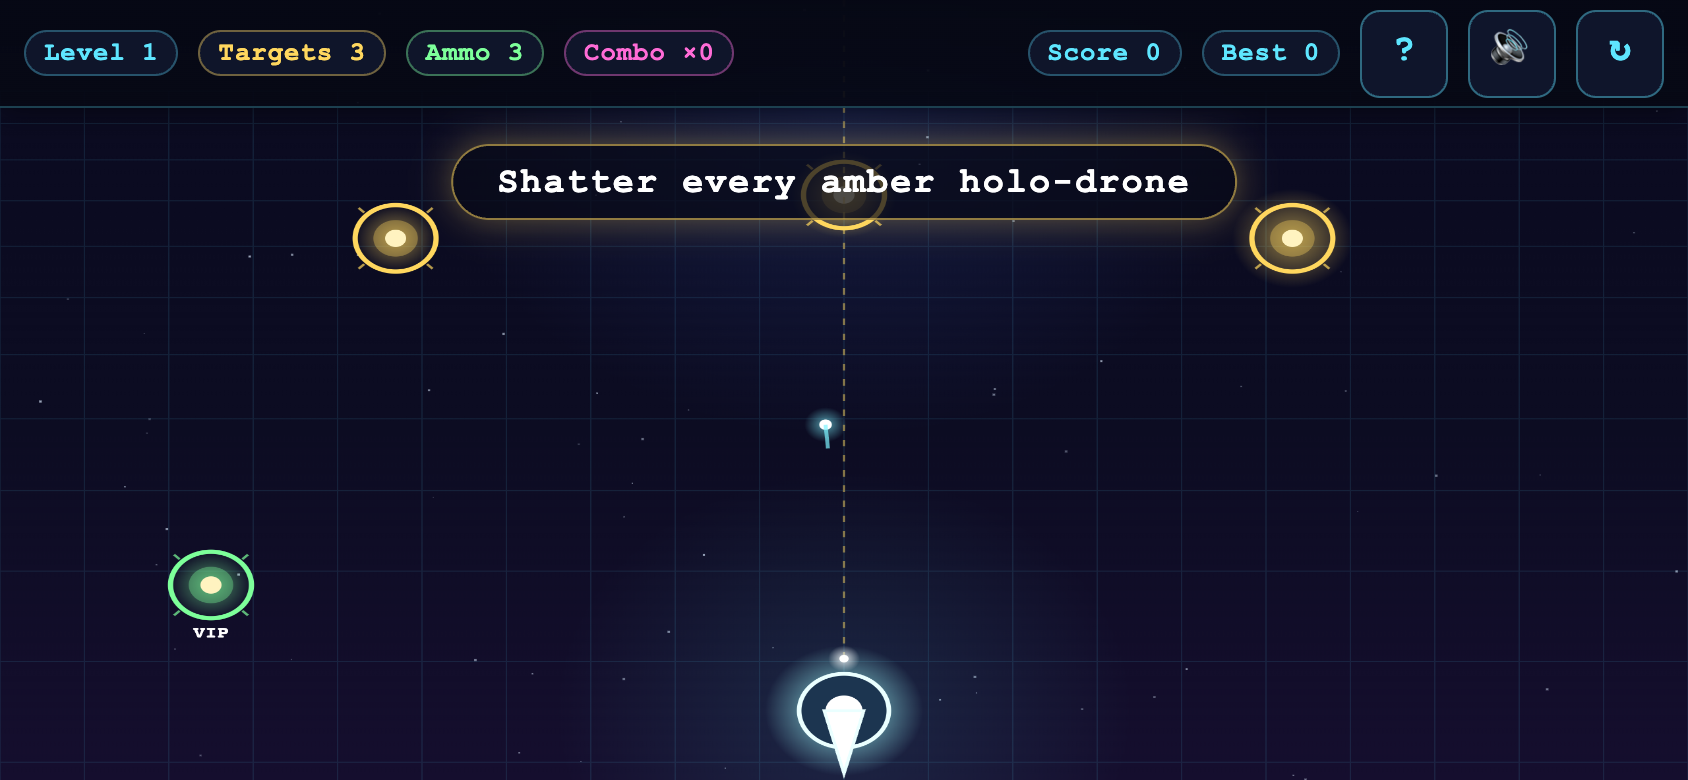 Level 1
Targets 3
Ammo 3
Combo ×0
Score 0
Best 0
?
↻
Shatter every amber holo-drone
VIP